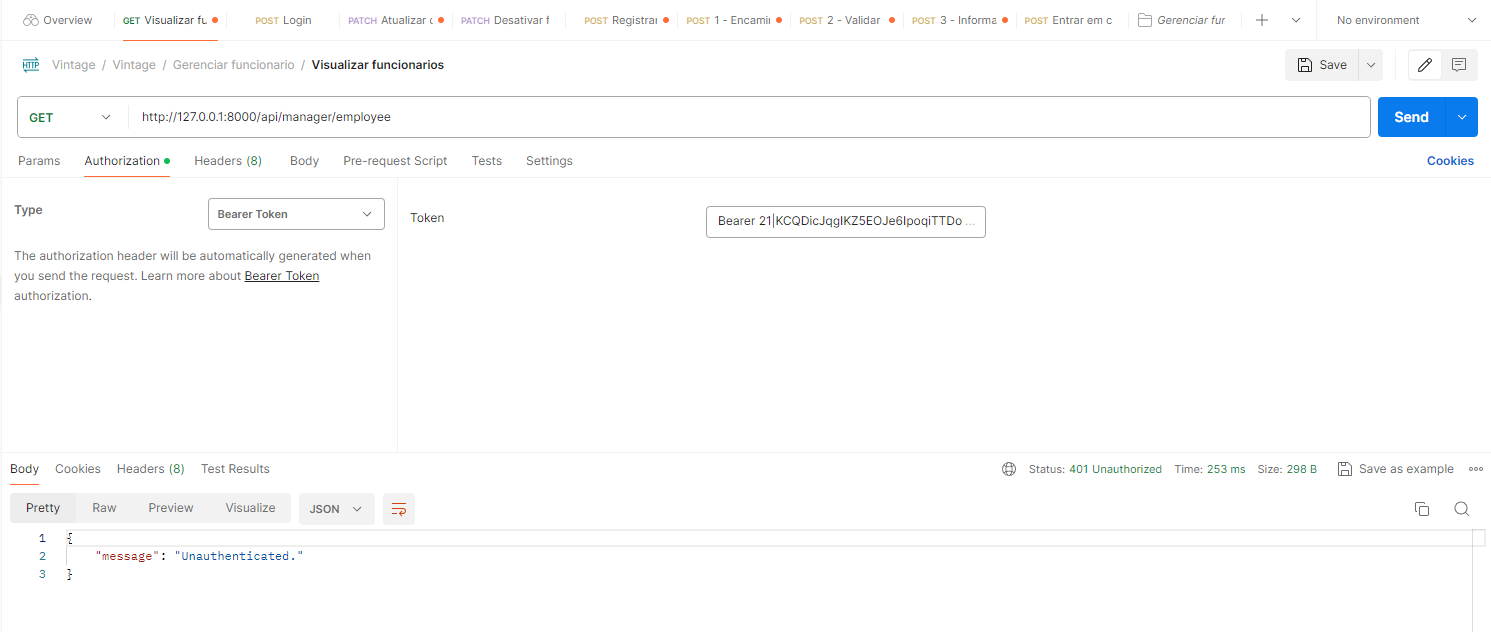 Overview GET Visualizar fu POST Login PATCH Atualizar c PATCH Desativar f POST Registrar POST 1 - Encamin POST 2 - Validar POST 3 - Informa POST Entrar em c Gerenciar fur No environment
HTTP Vintage / Vintage / Gerenciar funcionario / Visualizar funcionarios Save
GET http://127.0.0.1:8000/api/manager/employee Send
Params Authorization Headers (8) Body Pre-request Script Tests Settings Cookies
Type Bearer Token Token Bearer 21|KCQDicJqgIKZ5EOJe6IpoqiTTDo ...
The authorization header will be automatically generated when
you send the request. Learn more about Bearer Token
authorization.
Body Cookies Headers (8) Test Results Status: 401 Unauthorized Time: 253 ms Size: 298 B Save as example
Pretty Raw Preview Visualize JSON
1 {
2 "message": "Unauthenticated."
3 }